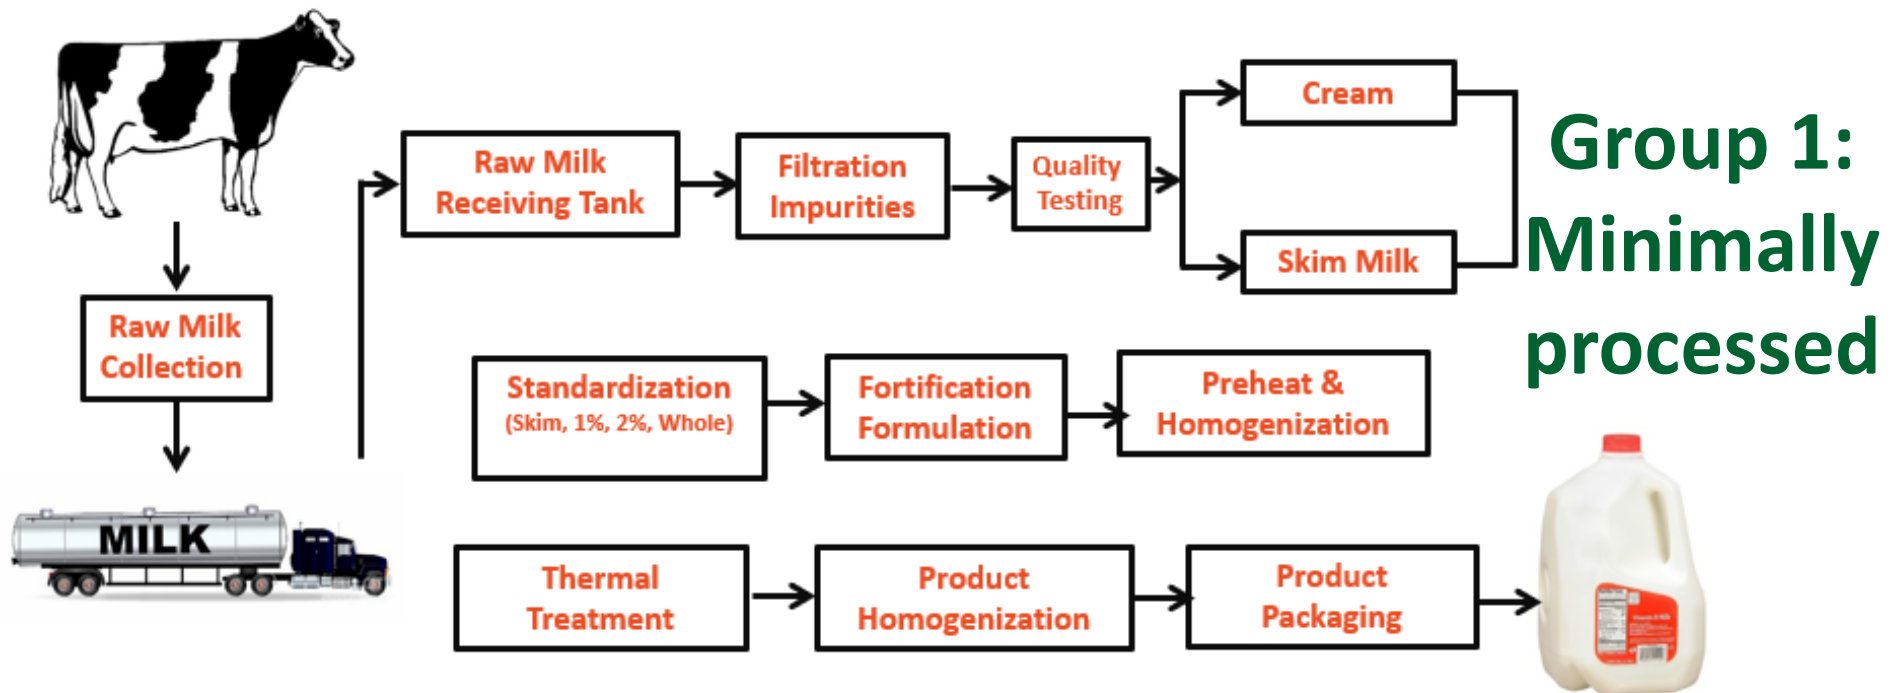 Raw Milk
Collection
MILK
Raw Milk
Receiving Tank
Filtration
Impurities
Quality
Testing
Cream
Skim Milk
Group 1:
Minimally
processed
Standardization
(Skim, 1%, 2%, Whole)
Fortification
Formulation
Preheat &
Homogenization
Thermal
Treatment
Product
Homogenization
Product
Packaging